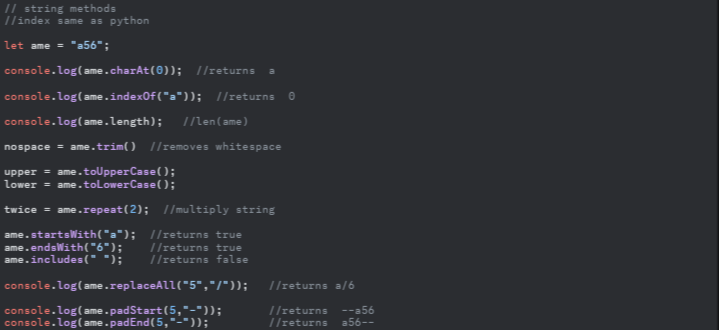 // string methods
//index same as python
let ame = "a56";
console.log(ame.charAt(0));  //returns  a
console.log(ame.indexOf("a"));  //returns  0
console.log(ame.length);   //len(ame)
nospace = ame.trim()  //removes whitespace
upper = ame.toUpperCase();
lower = ame.toLowerCase();
twice = ame.repeat(2);  //multiply string
ame.startsWith("a");  //returns true
ame.endsWith("6");    //returns true
ame.includes(" ");    //returns false
console.log(ame.replaceAll("5","/"));   //returns a/6
console.log(ame.padStart(5,"-"));       //returns  --a56
console.log(ame.padEnd(5,"-"));         //returns  a56--